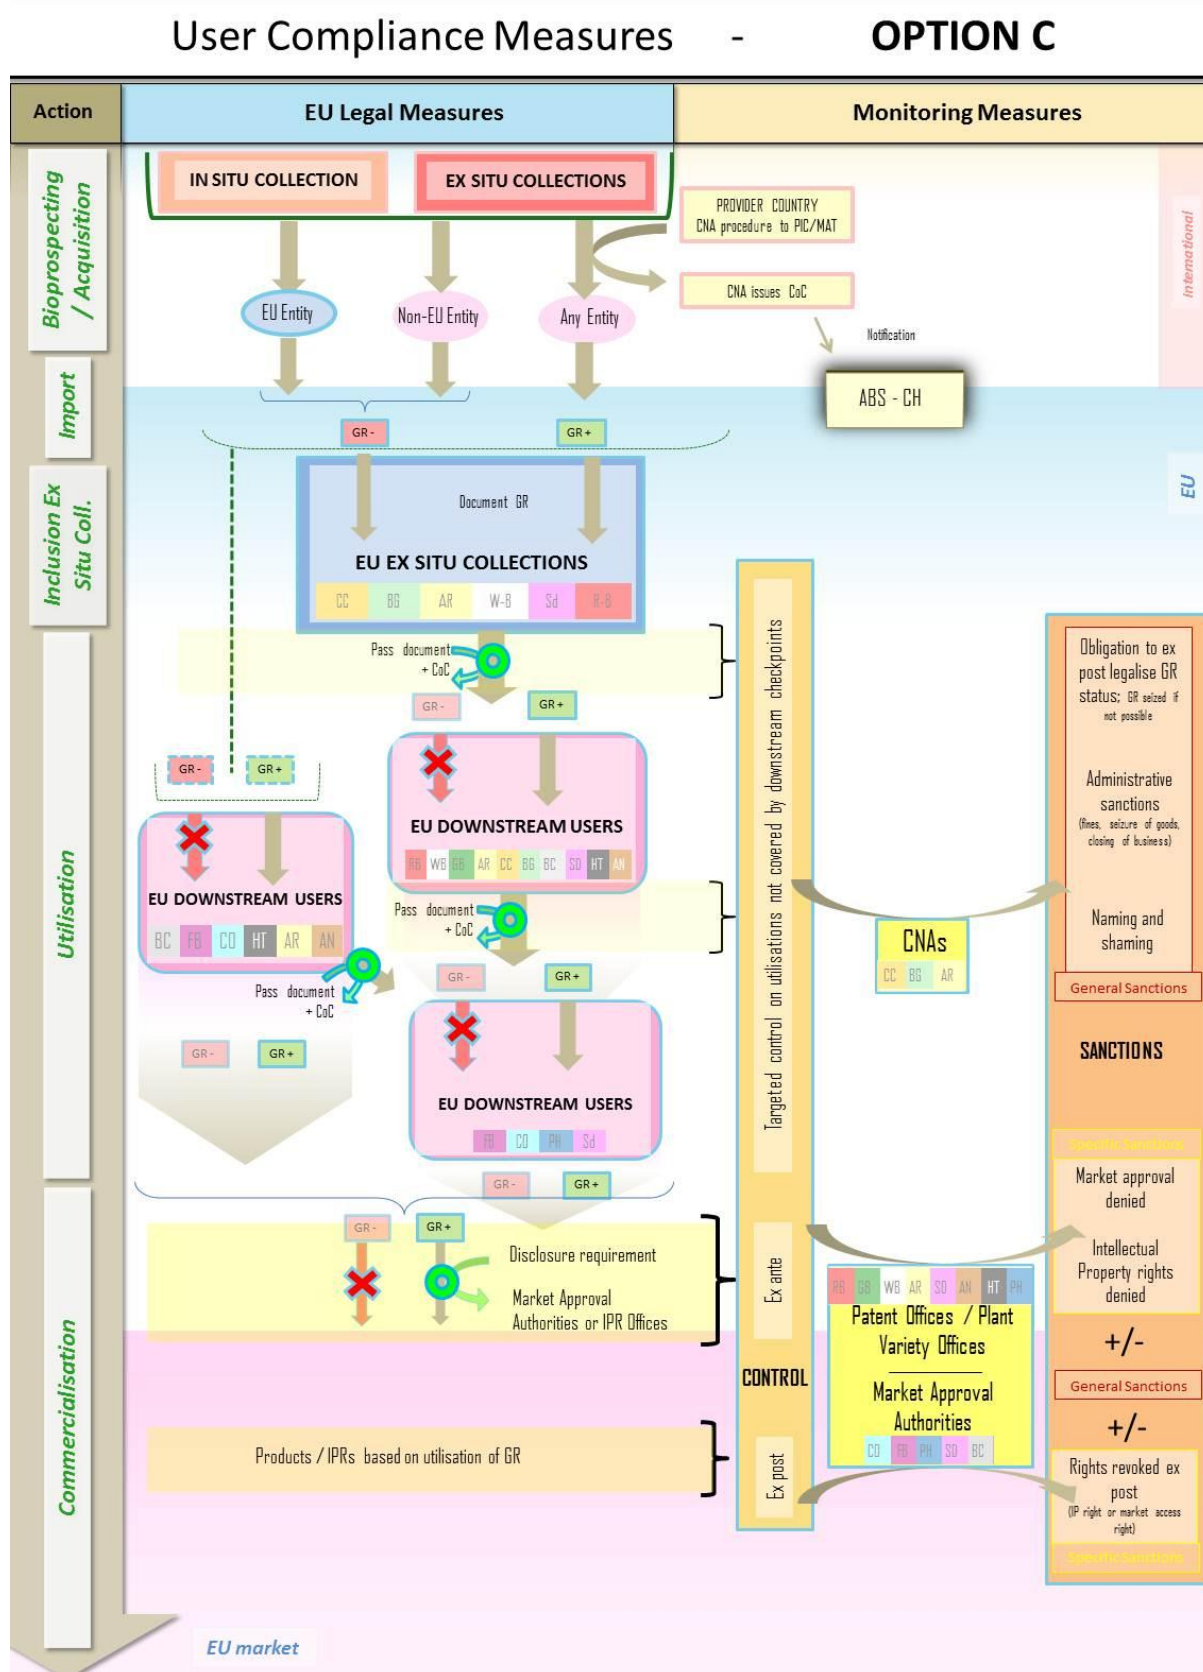 User Compliance Measures - OPTION C
Action
EU Legal Measures
Monitoring Measures
Bioprospecting
/ Acquisition
IN SITU COLLECTION
EX SITU COLLECTIONS
PROVIDER COUNTRY
CNA procedure to PIC/MAT
International
CNA issues CoC
EU Entity
Non-EU Entity
Any Entity
Notification
ABS - CH
Import
GR -
GR +
EU
Inclusion Ex
Situ Coll.
Document GR
EU EX SITU COLLECTIONS
CC BG AR W-B Sd R-B
Utilisation
Pass document
+ CoC
GR -
GR +
GR -
GR +
EU DOWNSTREAM USERS
RB WB GB AR CC BG BC SD HT AN
EU DOWNSTREAM USERS
BC FB CO HT AR AN
Pass document
+ CoC
Pass document
+ CoC
GR -
GR +
GR -
GR +
EU DOWNSTREAM USERS
FB CO PH Sd
GR -
GR +
Targeted control on utilisations not covered by downstream checkpoints
CNAs
CC BG AR
Obligation to ex
post legalise GR
status; GR seized if
not possible
Administrative
sanctions
(fines, seizure of goods,
closing of business)
Naming and
shaming
General Sanctions
SANCTIONS
Specific Sanctions
Market approval
denied
Intellectual
Property rights
denied
+/-
General Sanctions
+/-
Rights revoked ex
post
(IP right or market access
right)
Specific Sanctions
Commercialisation
GR -
GR +
Disclosure requirement
Market Approval
Authorities or IPR Offices
Ex ante
CONTROL
Ex post
RB GB WB AR SD AN HT PH
Patent Offices / Plant
Variety Offices
Market Approval
Authorities
CO FB PH SD BC
Products / IPRs based on utilisation of GR
EU market